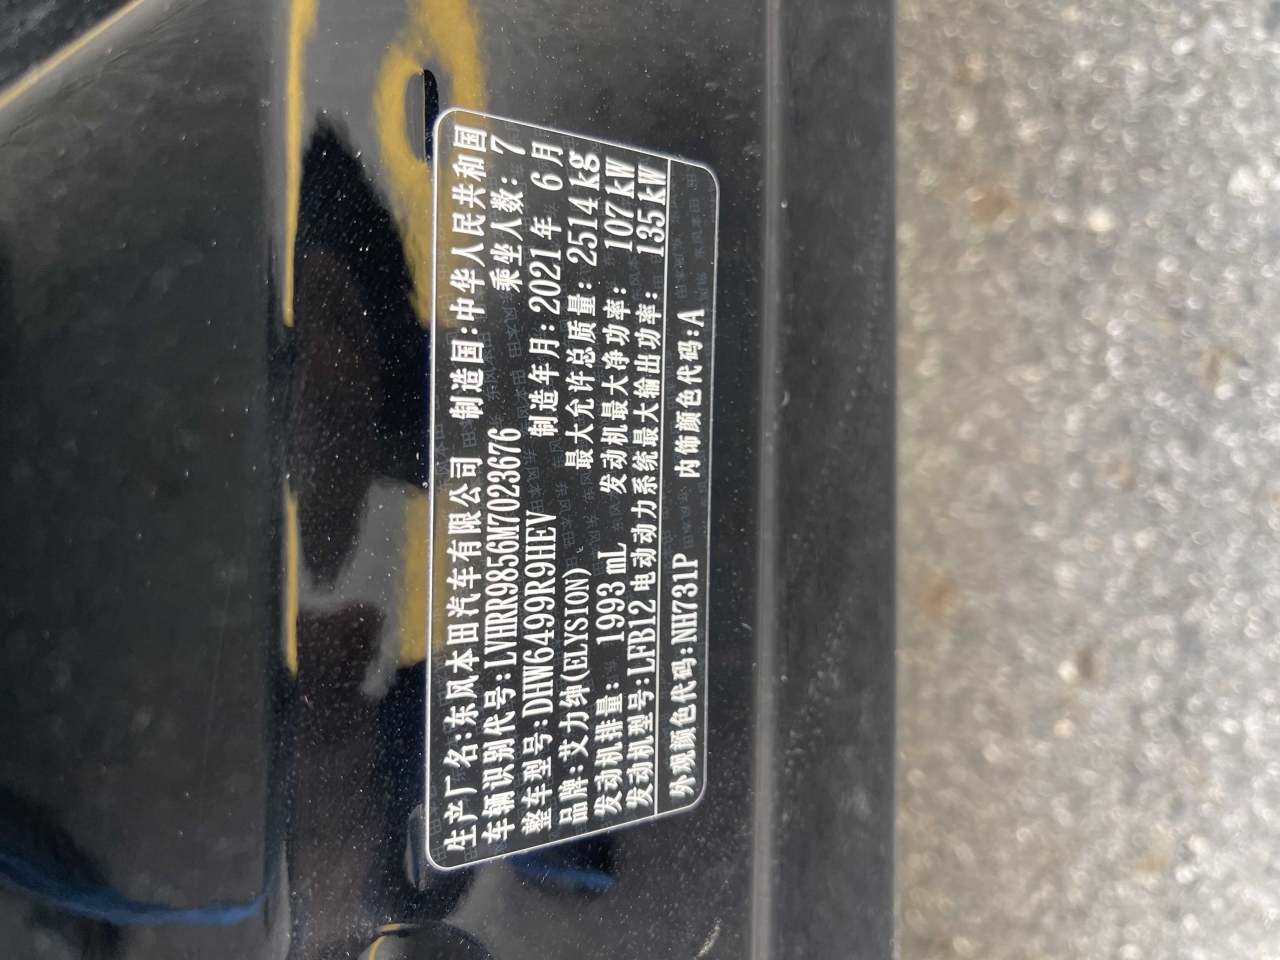 生产厂名:东风本田汽车有限公司 制造国:中华人民共和国
车辆识别代号:LVHRR9856M7023676 乘坐人数: 7
整车型号:DHW6499R9HEV 制造年月:2021年 6月
品牌:艾力绅(ELYSION) 最大允许总质量: 2514kg
发动机排量: 1993 mL 发动机最大净功率: 107kW
发动机型号:LFB12 电动动力系统最大输出功率: 135kW
外观颜色代码:NH731P 内饰颜色代码:A